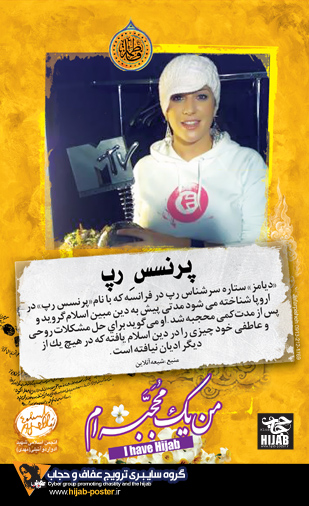 MTV
a
پرنسسِ رپ
«دیامز» ستاره سرشناس رپ در فرانسه که با نام «پرنسس رپ» در
اروپا شناخته می شود مدتی پیش به دین مبین اسلام گروید و
پس از مدت کمی محجبه شد. او می گوید برای حل مشکلات روحی
و عاطفی خود چیزی را در دین اسلام یافته که در هیچ یک از
دیگر ادیان نیافته است.
منبع: شیعه آنلاین
من یک مُحجّبه ام
I have Hijab
HIJAB
گروه سایبری ترویج عفاف و حجاب
Cyber group promoting chastity and the hijab
www.hijab-poster.ir